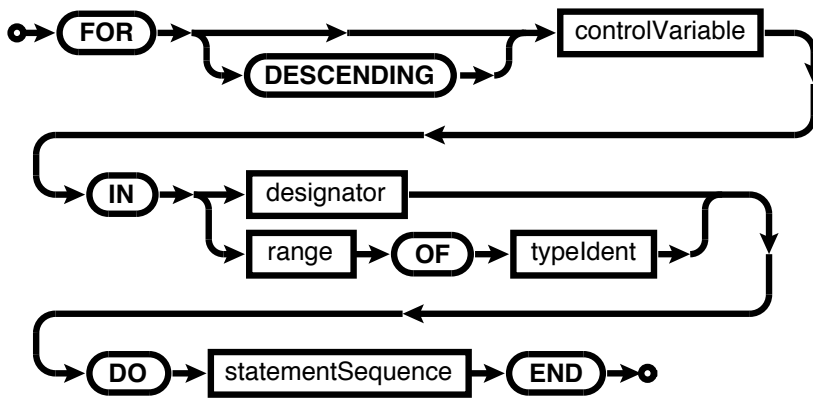 FOR controlVariable
DESCENDING
IN designator
range OF typeIdent
DO statementSequence END